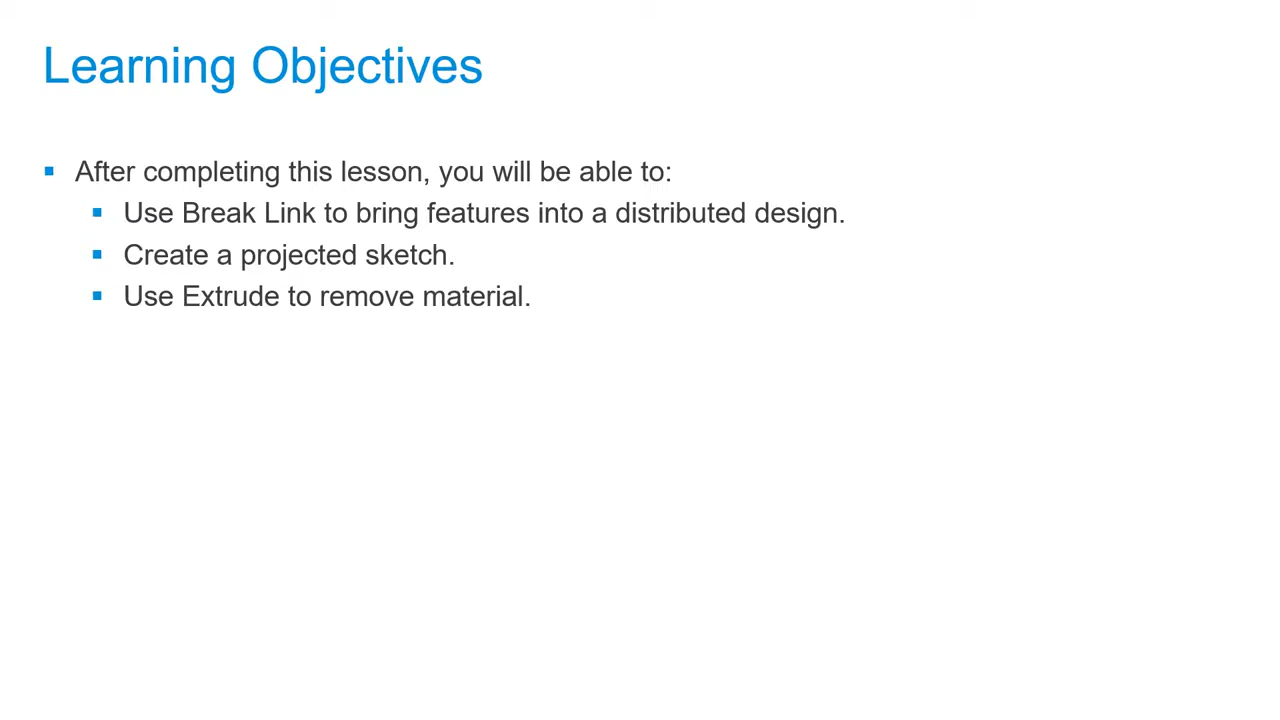 Learning Objectives
After completing this lesson, you will be able to:
Use Break Link to bring features into a distributed design.
Create a projected sketch.
Use Extrude to remove material.